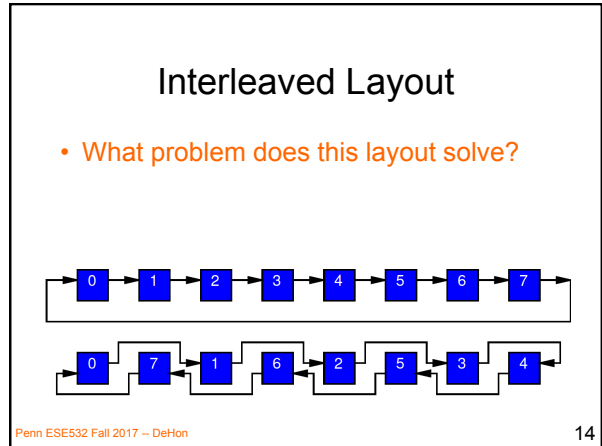 Interleaved Layout
• What problem does this layout solve?
0 1 2 3 4 5 6 7
0 7 1 6 2 5 3 4
Penn ESE532 Fall 2017 -- DeHon
14